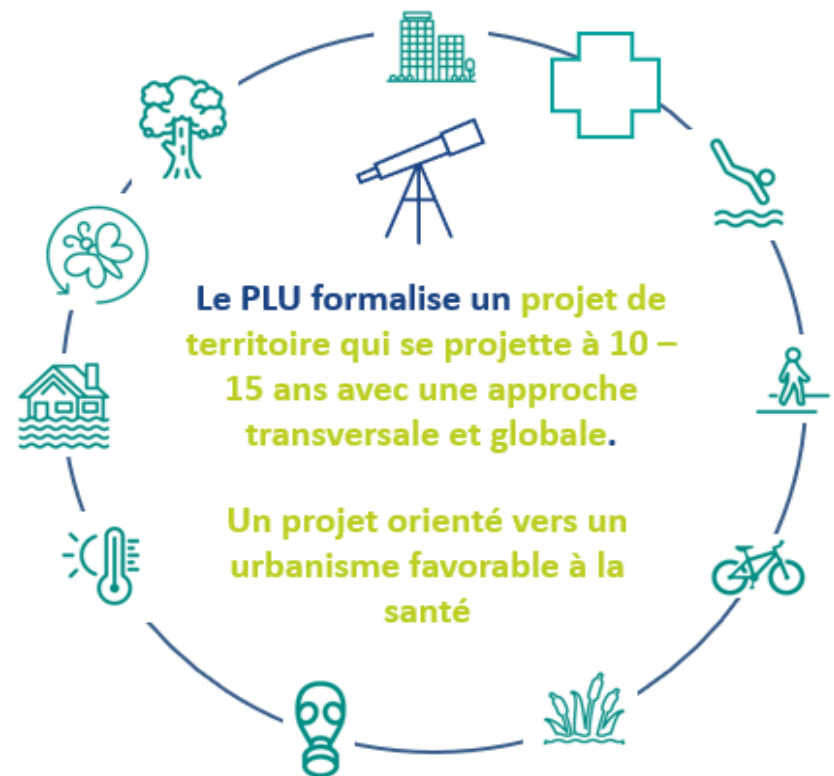 Le PLU formalise un projet de
territoire qui se projette à 10 –
15 ans avec une approche
transversale et globale.
Un projet orienté vers un
urbanisme favorable à la
santé